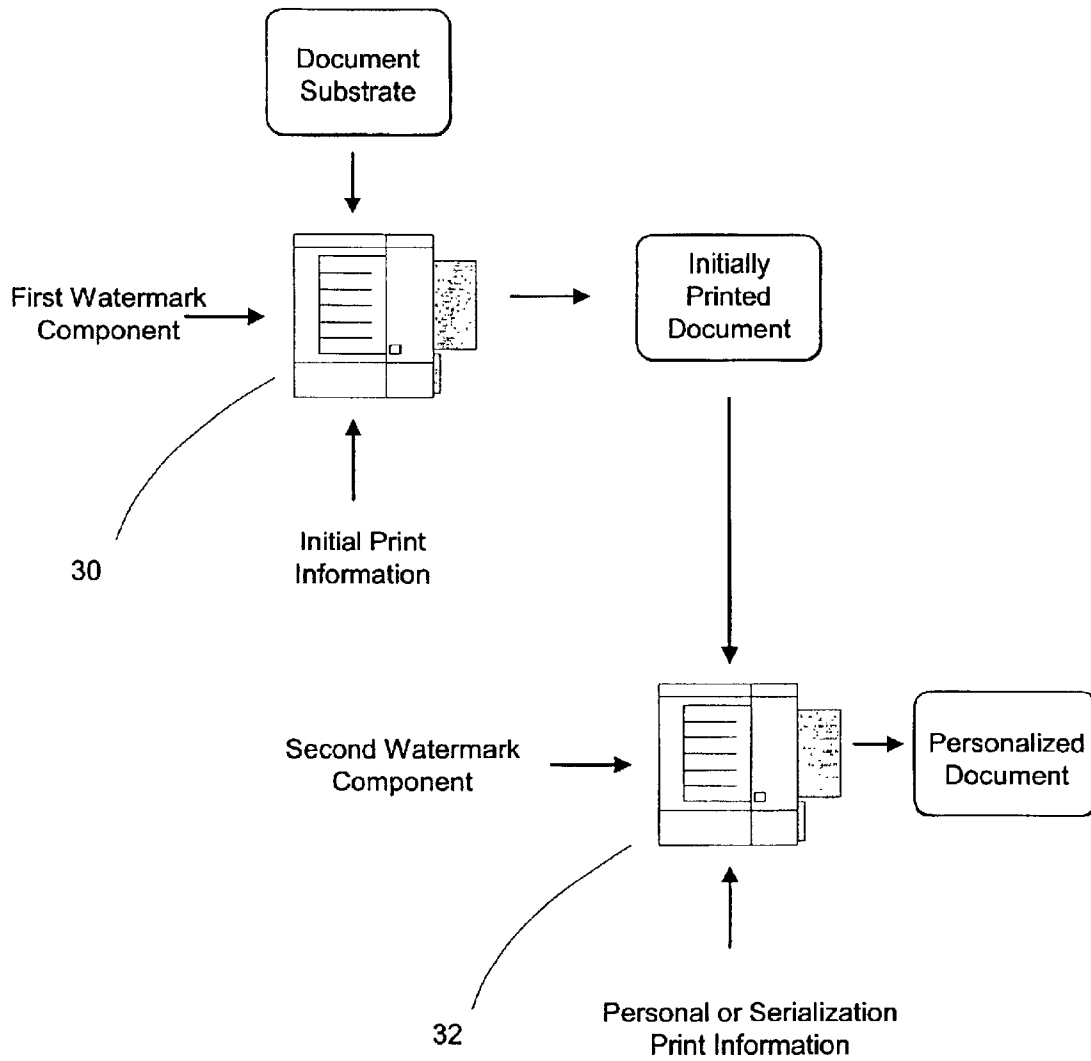 Document
Substrate
First Watermark
Component
Initially
Printed
Document
30
Initial Print
Information
Second Watermark
Component
Personalized
Document
32
Personal or Serialization
Print Information